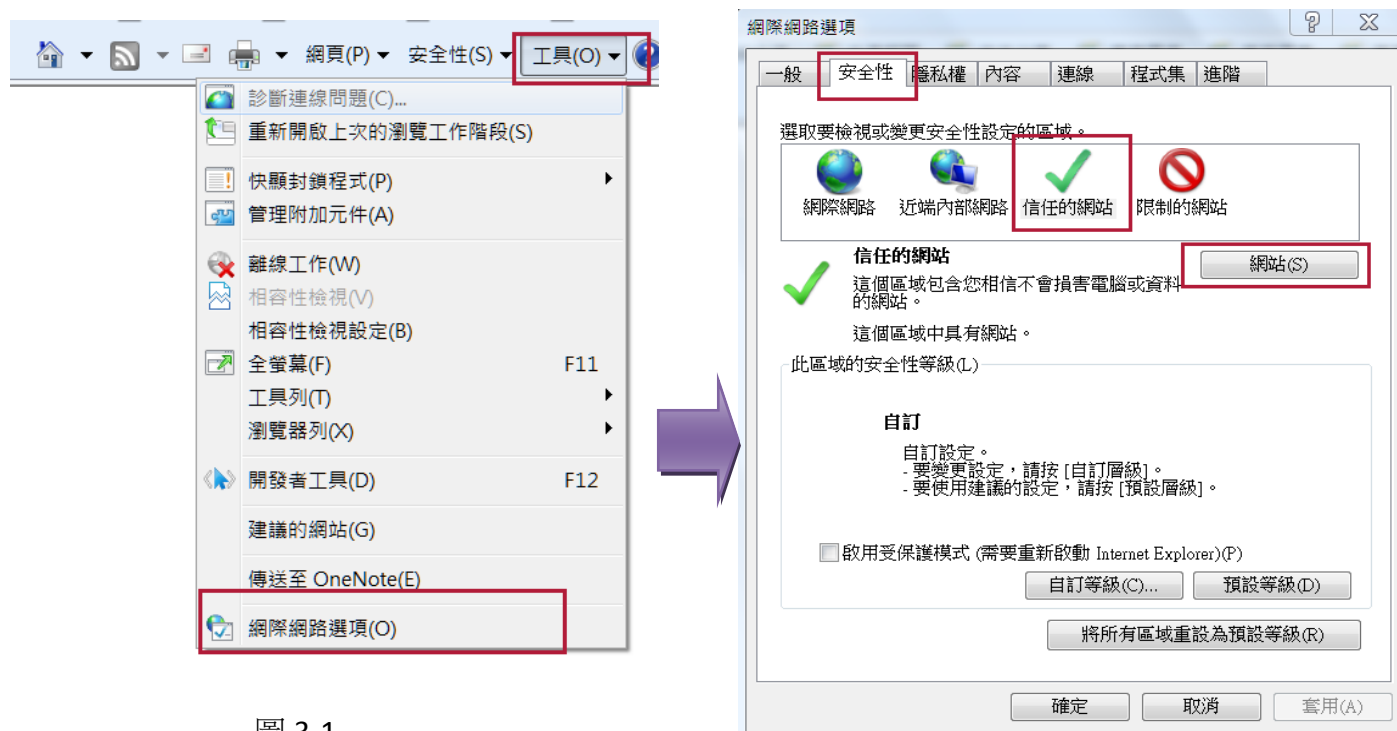 網頁(P) 安全性(S) 工具(O)
診斷連線問題(C)...
重新開啟上次的瀏覽工作階段(S)
快顯封鎖程式(P)
管理附加元件(A)
離線工作(W)
相容性檢視(V)
相容性檢視設定(B)
全螢幕(F) F11
工具列(T)
瀏覽器列(X)
開發者工具(D) F12
建議的網站(G)
傳送至 OneNote(E)
網際網路選項(O)
網際網路選項
一般 安全性 隱私權 內容 連線 程式集 進階
選取要檢視或變更安全性設定的區域。
網際網路 近端內部網路 信任的網站 限制的網站
信任的網站
網站(S)
這個區域包含您相信不會損害電腦或資料
的網站。
這個區域中具有網站。
此區域的安全性等級(L)
自訂
自訂設定。
- 要變更設定，請按 [自訂層級]。
- 要使用建議的設定，請按 [預設層級]。
啟用受保護模式 (需要重新啟動 Internet Explorer)(P)
自訂等級(C)... 預設等級(D)
將所有區域重設為預設等級(R)
確定 取消 套用(A)